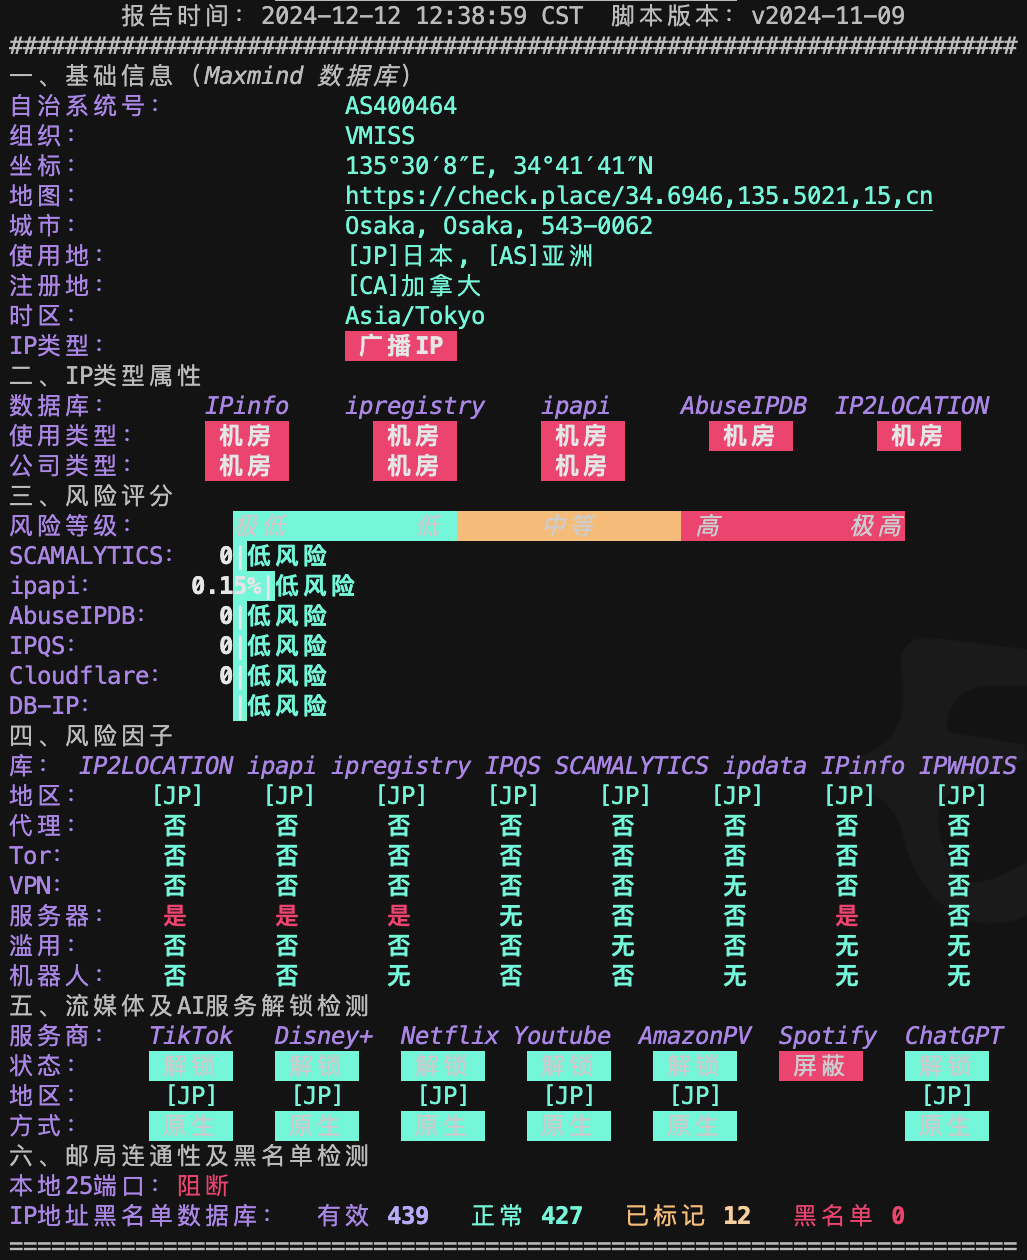 报告时间：2024-12-12 12:38:59 CST 脚本版本：v2024-11-09
########################################################################
一、基础信息（Maxmind 数据库）
自治系统号： AS400464
组织： VMISS
坐标： 135°30′8″E, 34°41′41″N
地图： https://check.place/34.6946,135.5021,15,cn
城市： Osaka, Osaka, 543-0062
使用地： [JP]日本, [AS]亚洲
注册地： [CA]加拿大
时区： Asia/Tokyo
IP类型： 广播IP
二、IP类型属性
数据库： IPinfo ipregistry ipapi AbuseIPDB IP2LOCATION
使用类型： 机房 机房 机房 机房 机房
公司类型： 机房 机房 机房
三、风险评分
风险等级： 极低 低 中等 高 极高
SCAMALYTICS： 0|低风险
ipapi： 0.15%|低风险
AbuseIPDB： 0|低风险
IPQS： 0|低风险
Cloudflare： 0|低风险
DB-IP： |低风险
四、风险因子
库： IP2LOCATION ipapi ipregistry IPQS SCAMALYTICS ipdata IPinfo IPWHOIS
地区： [JP] [JP] [JP] [JP] [JP] [JP] [JP] [JP]
代理： 否 否 否 否 否 否 否 否
Tor： 否 否 否 否 否 否 否 否
VPN： 否 否 否 否 否 无 否 否
服务器： 是 是 是 无 否 否 是 否
滥用： 否 否 否 否 无 否 无 无
机器人： 否 否 无 否 否 无 无 无
五、流媒体及AI服务解锁检测
服务商： TikTok Disney+ Netflix Youtube AmazonPV Spotify ChatGPT
状态： 解锁 解锁 解锁 解锁 解锁 屏蔽 解锁
地区： [JP] [JP] [JP] [JP] [JP] [JP]
方式： 原生 原生 原生 原生 原生 原生
六、邮局连通性及黑名单检测
本地25端口：阻断
IP地址黑名单数据库： 有效 439 正常 427 已标记 12 黑名单 0
========================================================================